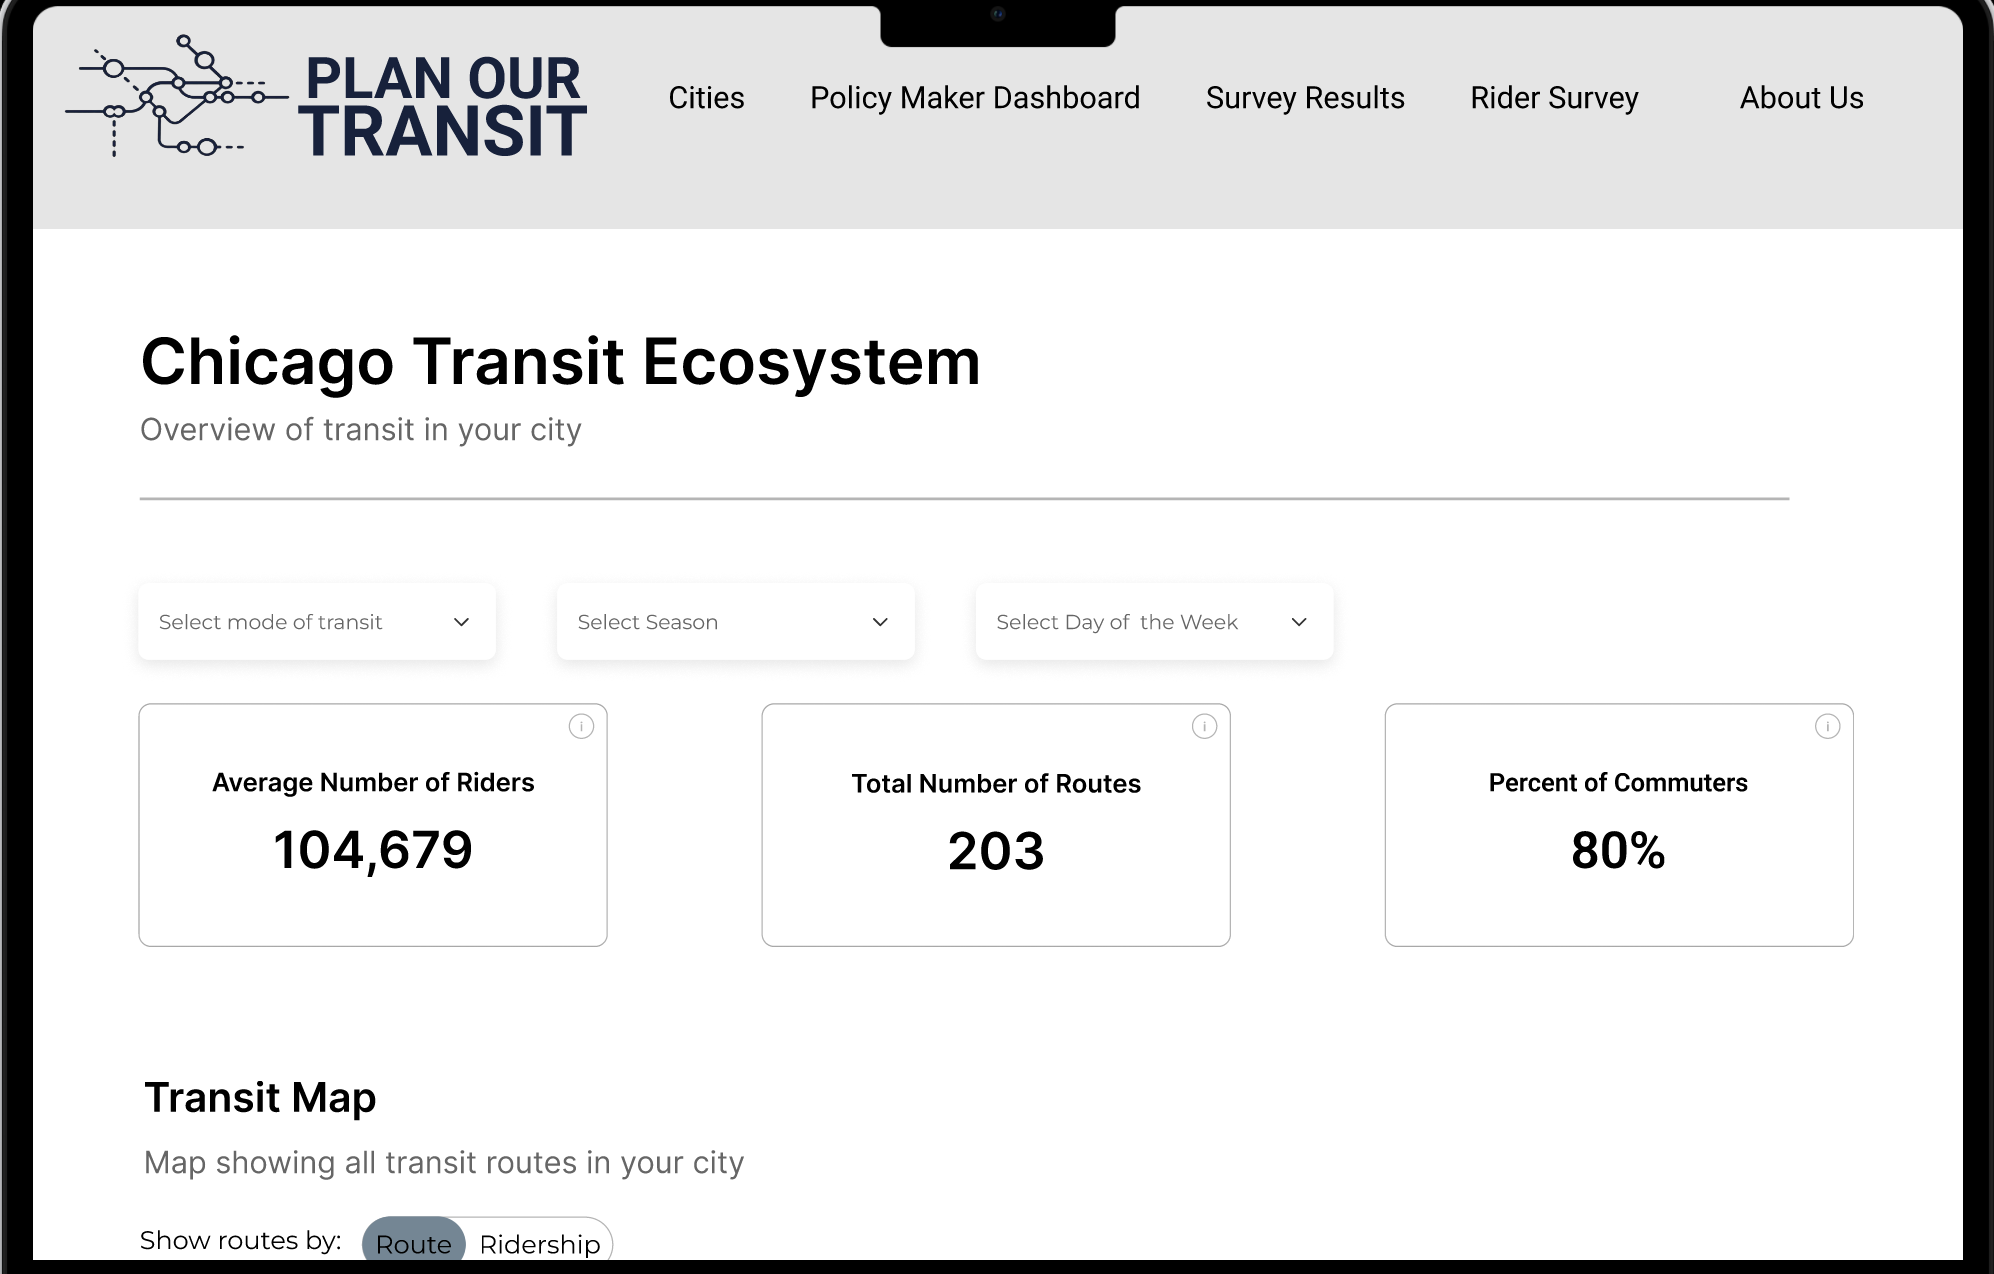 PLAN OUR
TRANSIT
Cities Policy Maker Dashboard Survey Results Rider Survey About Us
Chicago Transit Ecosystem
Overview of transit in your city
Select mode of transit Select Season Select Day of the Week
i i i
Average Number of Riders Total Number of Routes Percent of Commuters
104,679 203 80%
Transit Map
Map showing all transit routes in your city
Show routes by: Route Ridership